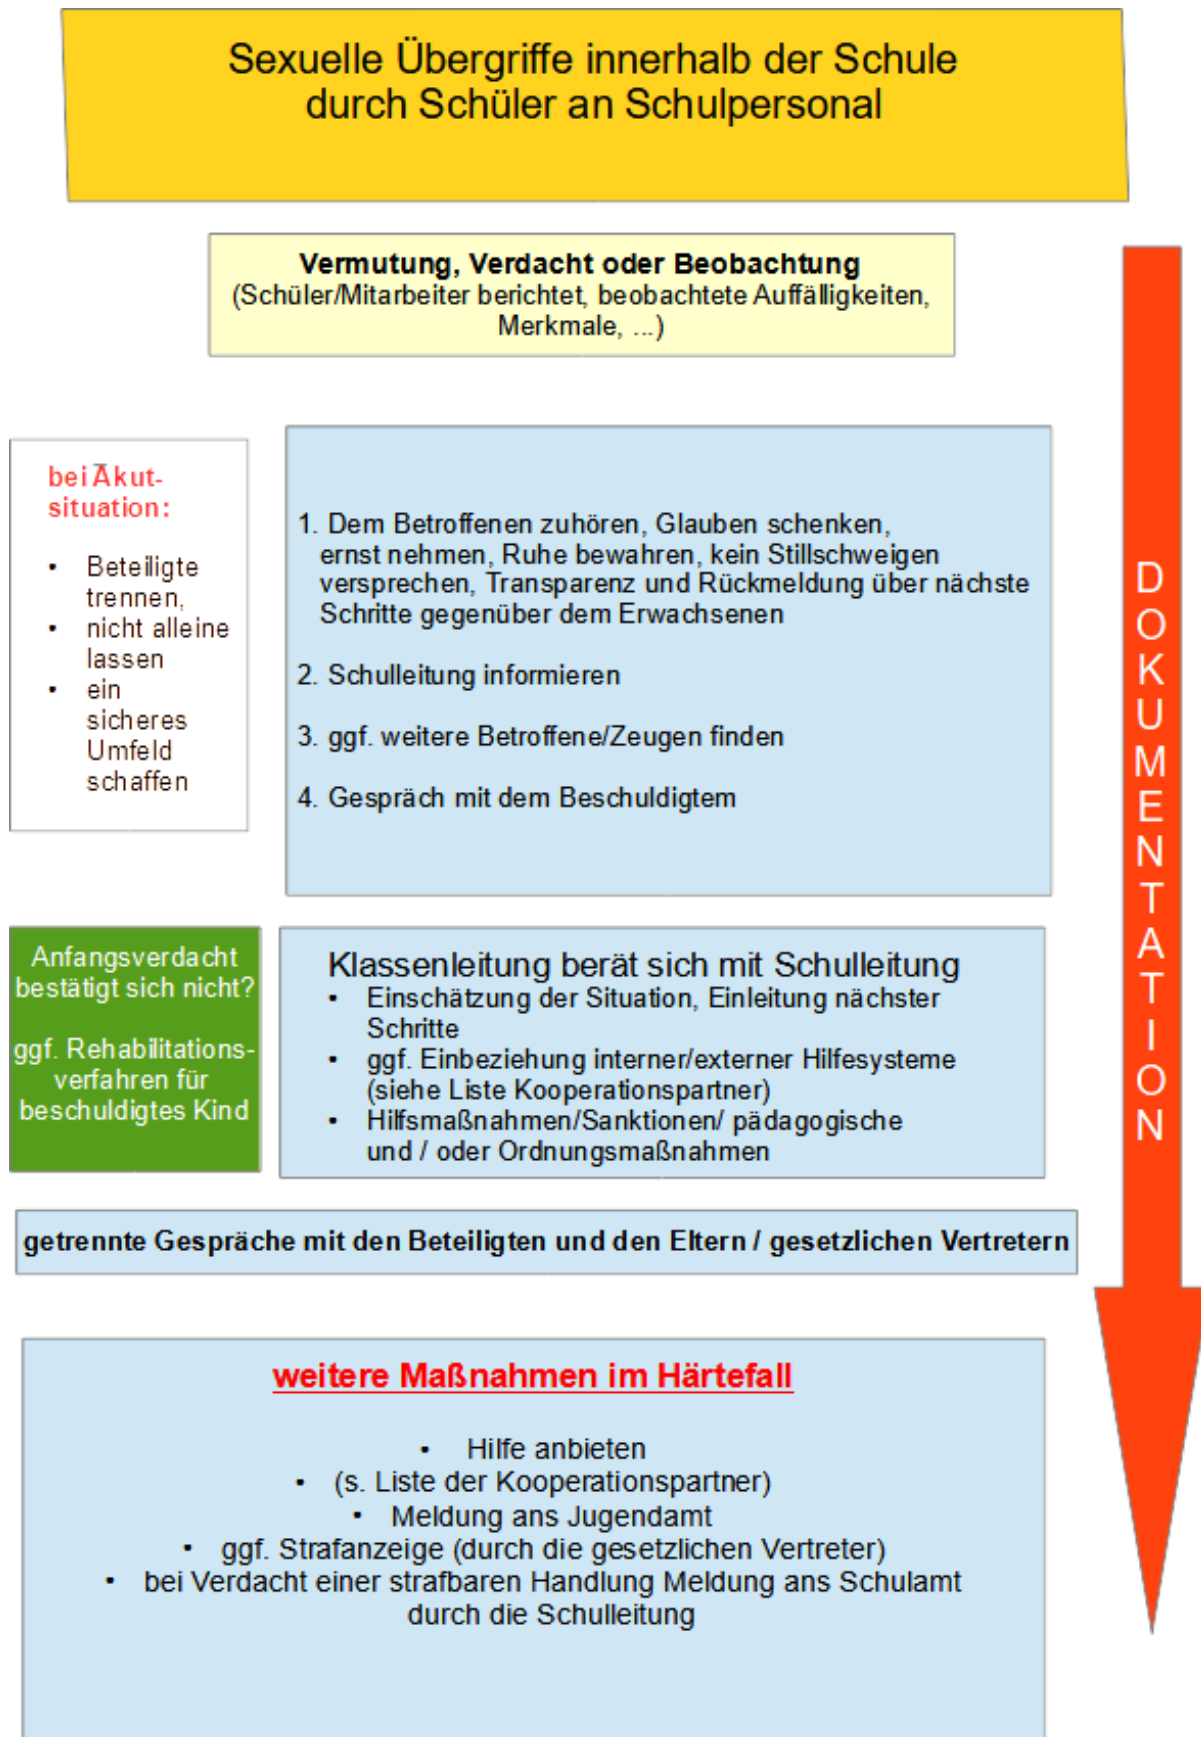 Sexuelle Übergriffe innerhalb der Schule
durch Schüler an Schulpersonal
Vermutung, Verdacht oder Beobachtung
(Schüler/Mitarbeiter berichtet, beobachtete Auffälligkeiten,
Merkmale, ...)
bei Akut-
situation:
• Beteiligte
trennen,
• nicht alleine
lassen
• ein
sicheres
Umfeld
schaffen
1. Dem Betroffenen zuhören, Glauben schenken,
ernst nehmen, Ruhe bewahren, kein Stillschweigen
versprechen, Transparenz und Rückmeldung über nächste
Schritte gegenüber dem Erwachsenen
2. Schulleitung informieren
3. ggf. weitere Betroffene/Zeugen finden
4. Gespräch mit dem Beschuldigtem
Anfangsverdacht
bestätigt sich nicht?
ggf. Rehabilitations-
verfahren für
beschuldigtes Kind
Klassenleitung berät sich mit Schulleitung
• Einschätzung der Situation, Einleitung nächster
Schritte
• ggf. Einbeziehung interner/externer Hilfesysteme
(siehe Liste Kooperationspartner)
• Hilfsmaßnahmen/Sanktionen/ pädagogische
und / oder Ordnungsmaßnahmen
getrennte Gespräche mit den Beteiligten und den Eltern / gesetzlichen Vertretern
weitere Maßnahmen im Härtefall
• Hilfe anbieten
• (s. Liste der Kooperationspartner)
• Meldung ans Jugendamt
• ggf. Strafanzeige (durch die gesetzlichen Vertreter)
• bei Verdacht einer strafbaren Handlung Meldung ans Schulamt
durch die Schulleitung
DOKUMENTATION